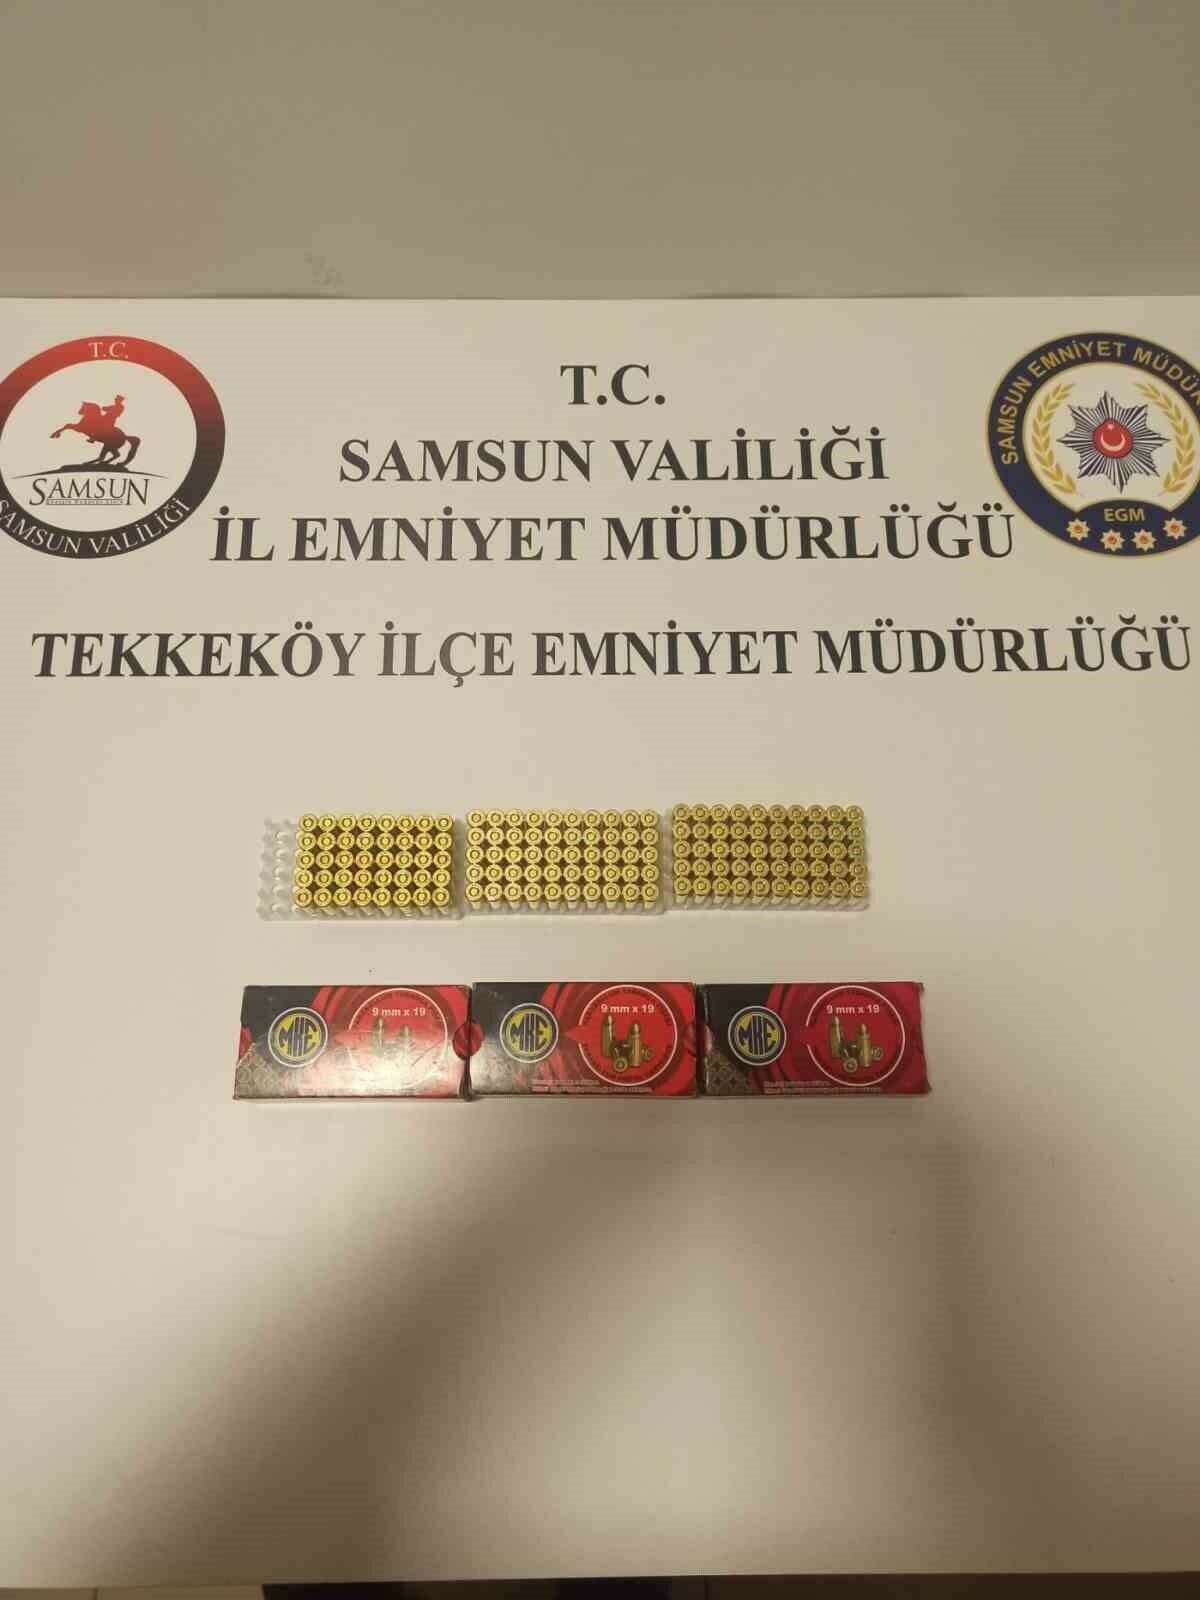 T.C.
SAMSUN
SAMSUN VALİLİĞİ
T.C.
SAMSUN VALİLİĞİ
İL EMNİYET MÜDÜRLÜĞÜ
TEKKEKÖY İLÇE EMNİYET MÜDÜRLÜĞÜ
SAMSUN EMNİYET MÜDÜR
EGM
MKE
9 mm x 19
MKE
9 mm x 19
MKE
9 mm x 19